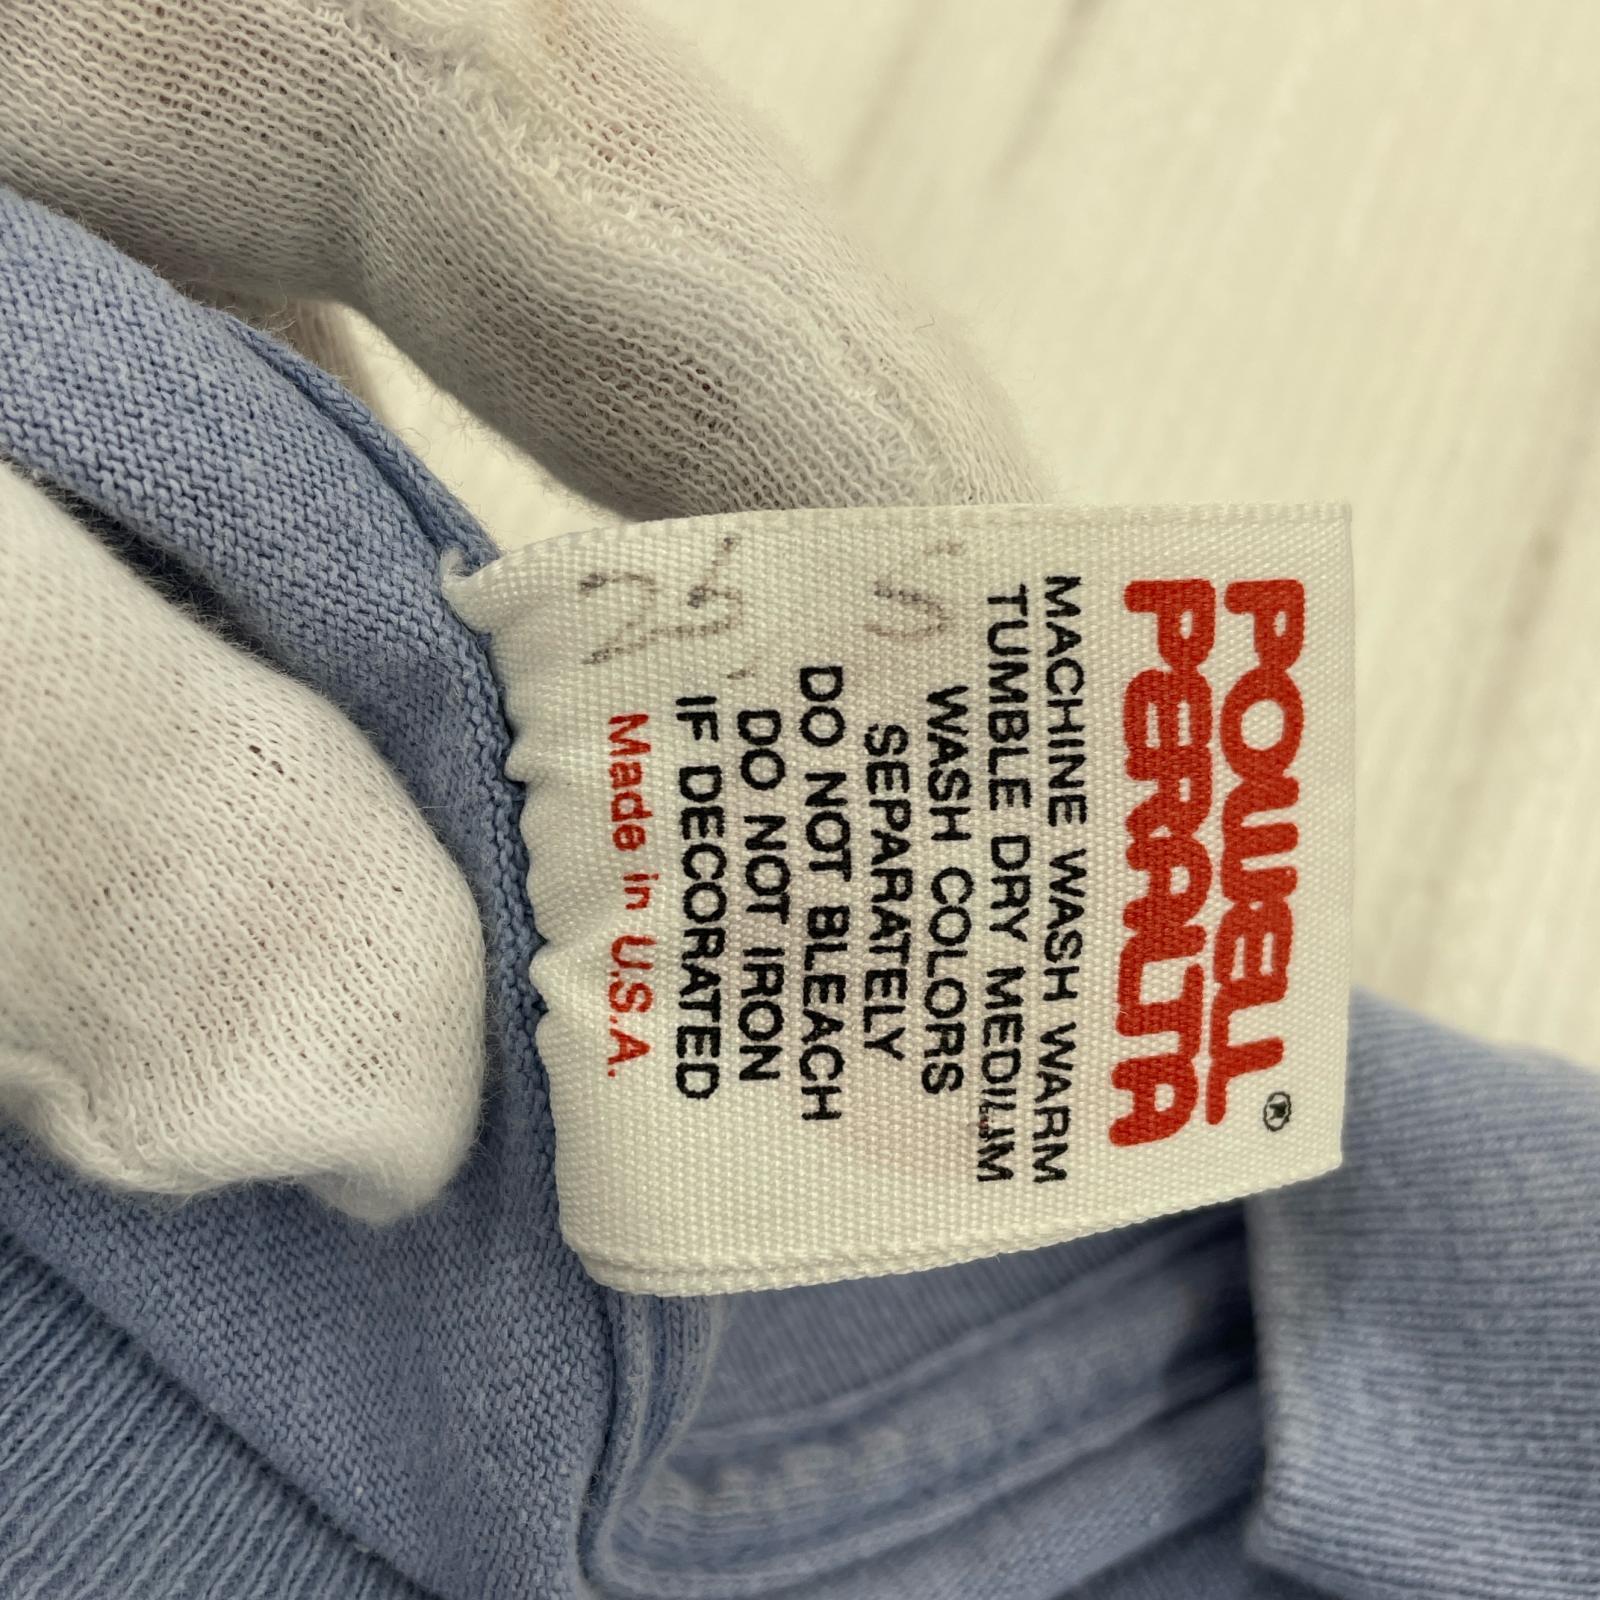 POWELL
PERALTA ®
MACHINE WASH WARM
TUMBLE DRY MEDIUM
WASH COLORS
SEPARATELY
DO NOT BLEACH
DO NOT IRON
IF DECORATED
Made in U.S.A.